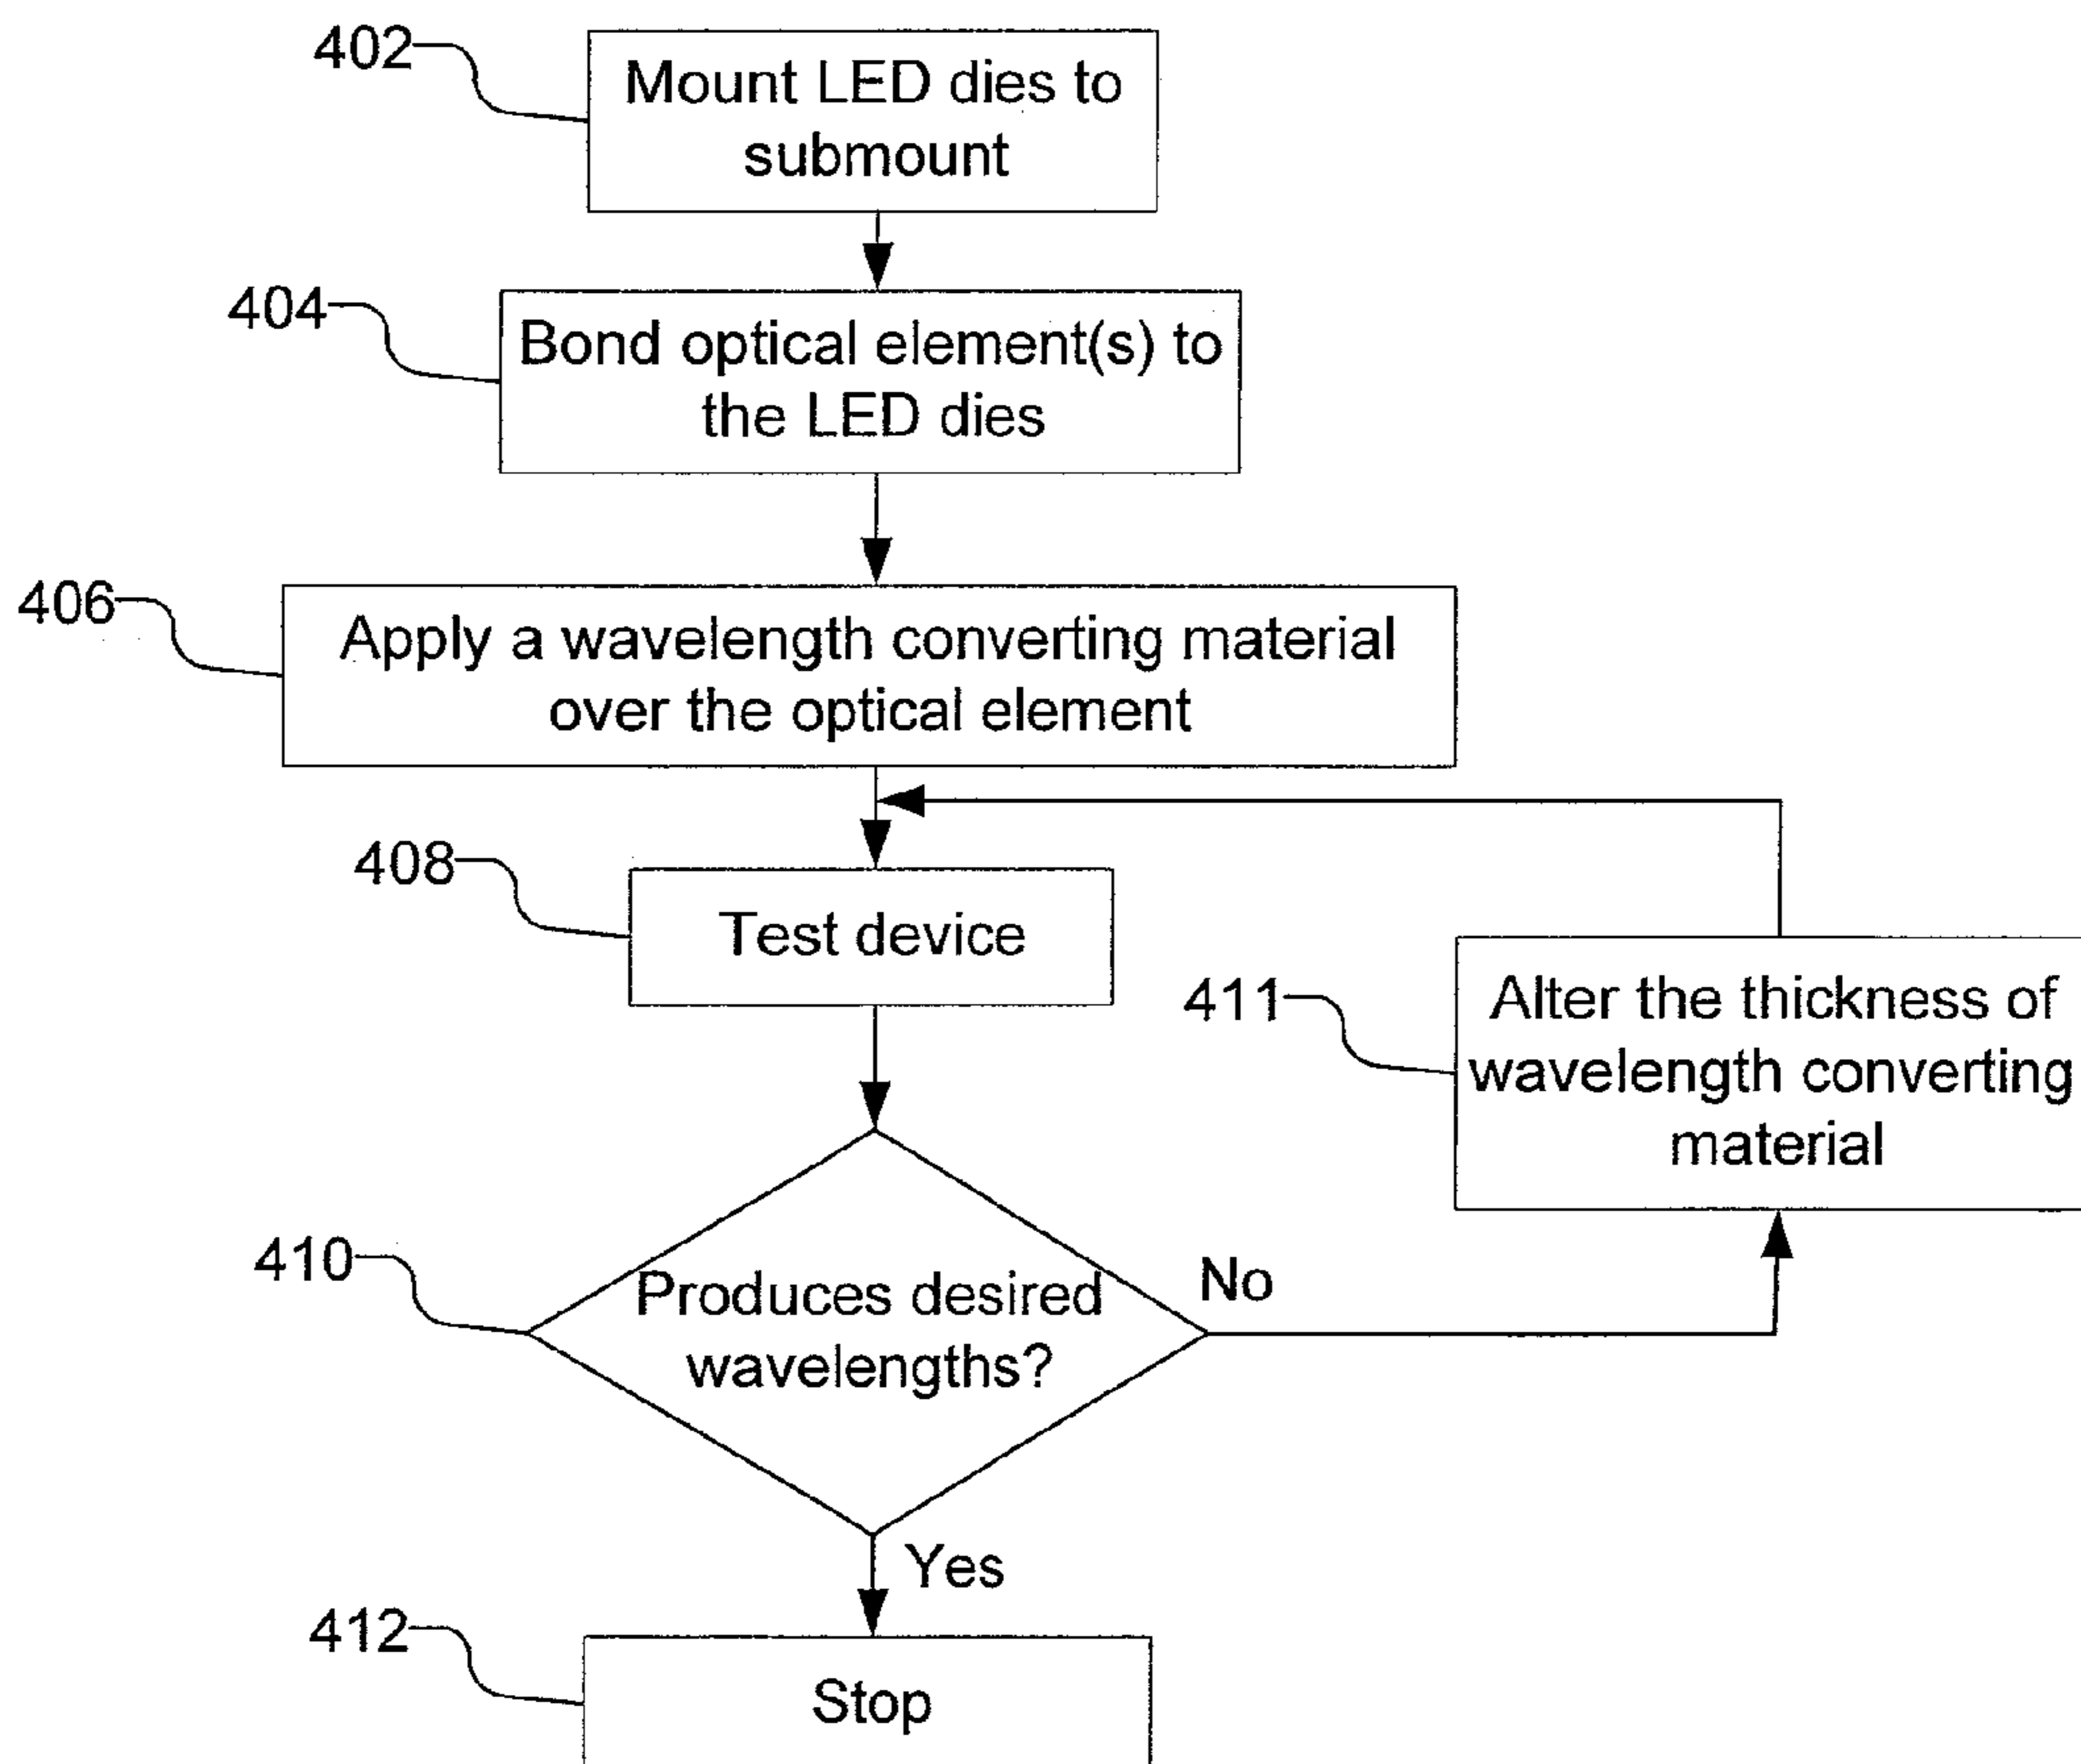 402
Mount LED dies to
submount
404
Bond optical element(s) to
the LED dies
406
Apply a wavelength converting material
over the optical element
408
Test device
411
Alter the thickness of
wavelength converting
material
410
Produces desired
wavelengths?
No
Yes
412
Stop